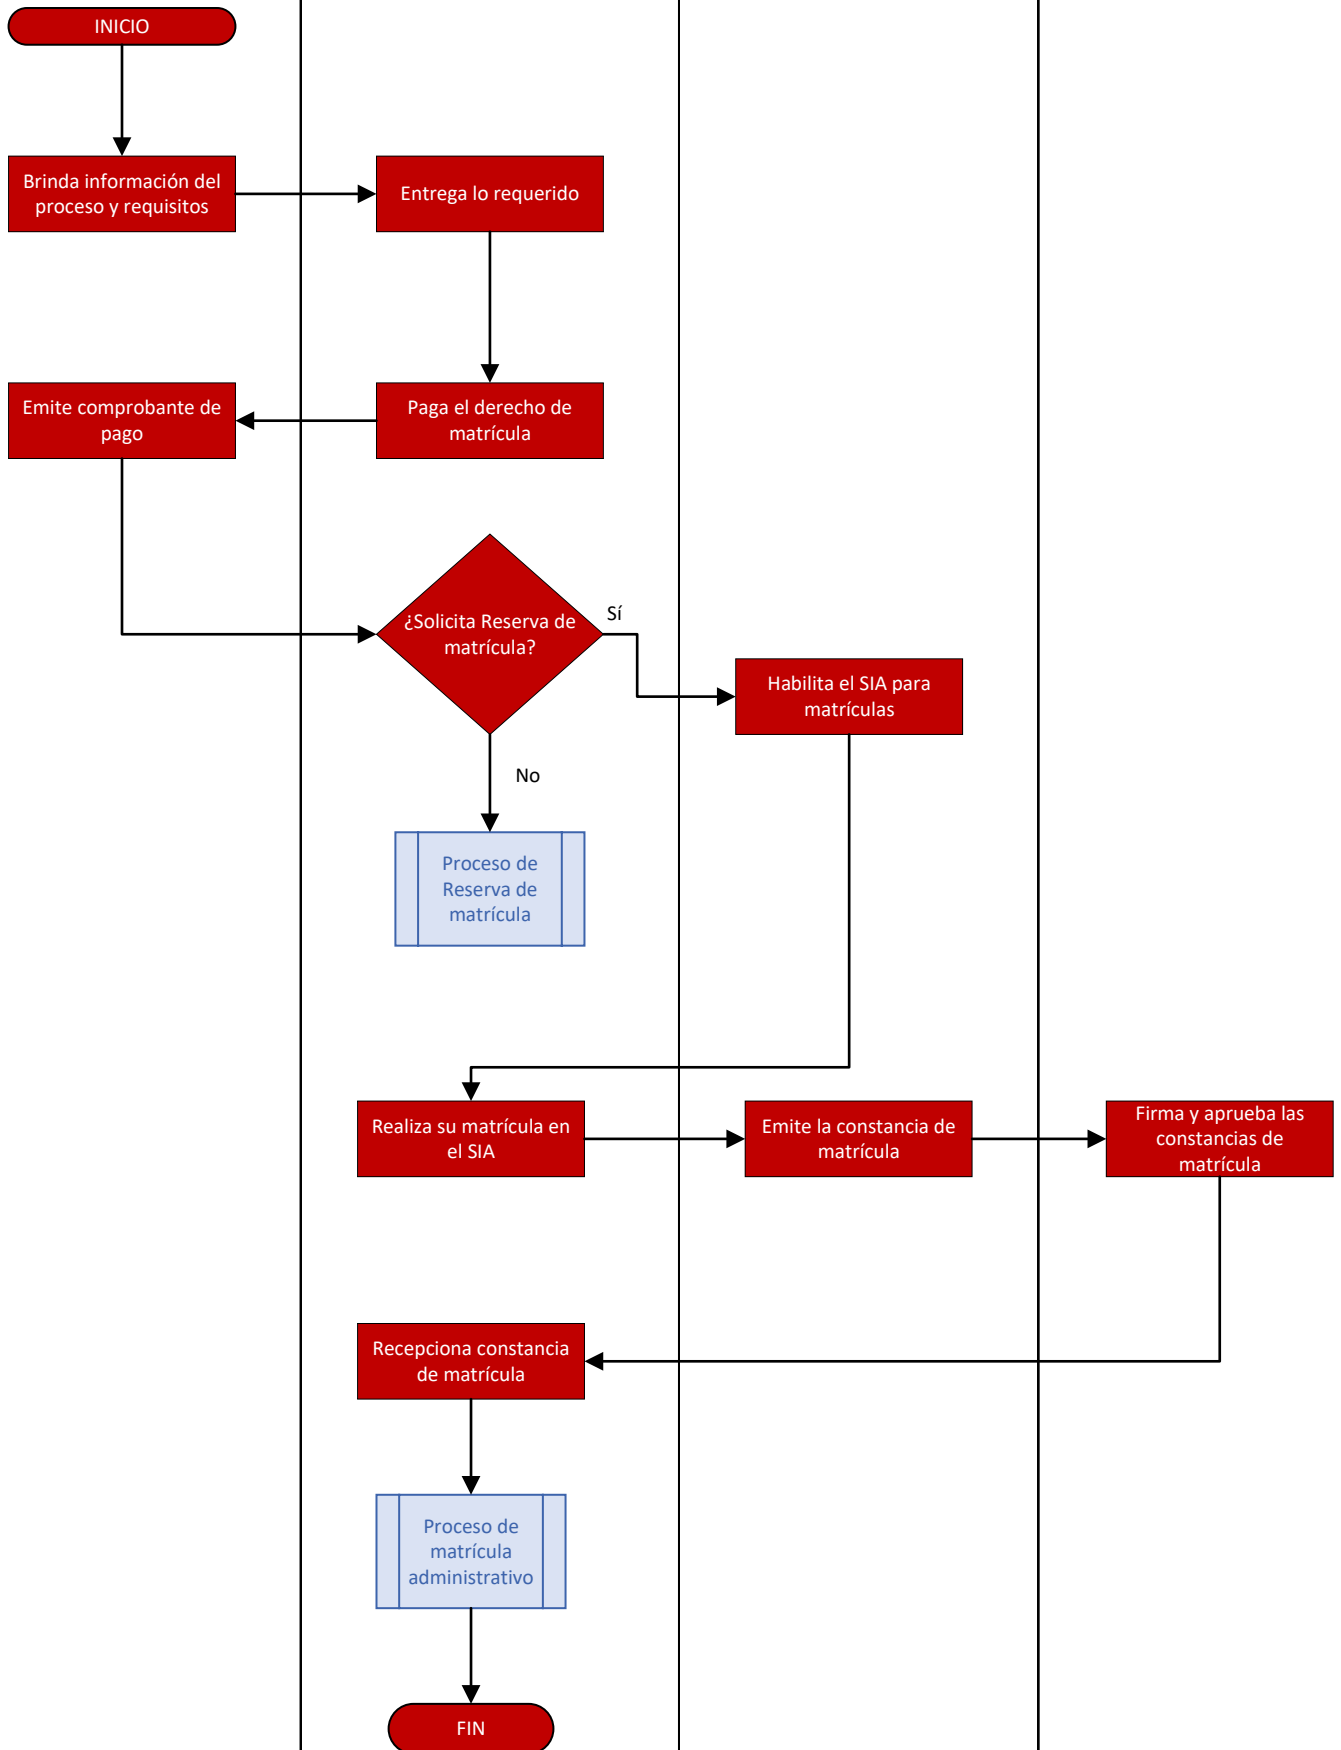 INICIO
Brinda información del
proceso y requisitos
Entrega lo requerido
Emite comprobante de
pago
Paga el derecho de
matrícula
¿Solicita Reserva de
matrícula?
Sí
Habilita el SIA para
matrículas
No
Proceso de
Reserva de
matrícula
Realiza su matrícula en
el SIA
Emite la constancia de
matrícula
Firma y aprueba las
constancias de
matrícula
Recepciona constancia
de matrícula
Proceso de
matrícula
administrativo
FIN